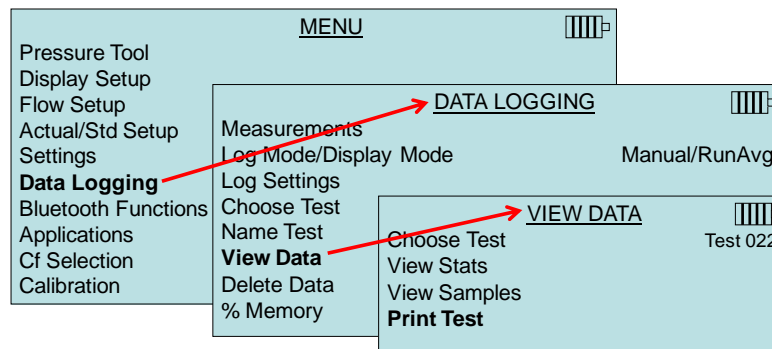 MENU
Pressure Tool
Display Setup
Flow Setup
Actual/Std Setup
Settings
Data Logging
Bluetooth Functions
Applications
Cf Selection
Calibration
DATA LOGGING
Measurements
Log Mode/Display Mode Manual/RunAvg
Log Settings
Choose Test
Name Test
View Data
Delete Data
% Memory
VIEW DATA
Choose Test Test 022
View Stats
View Samples
Print Test